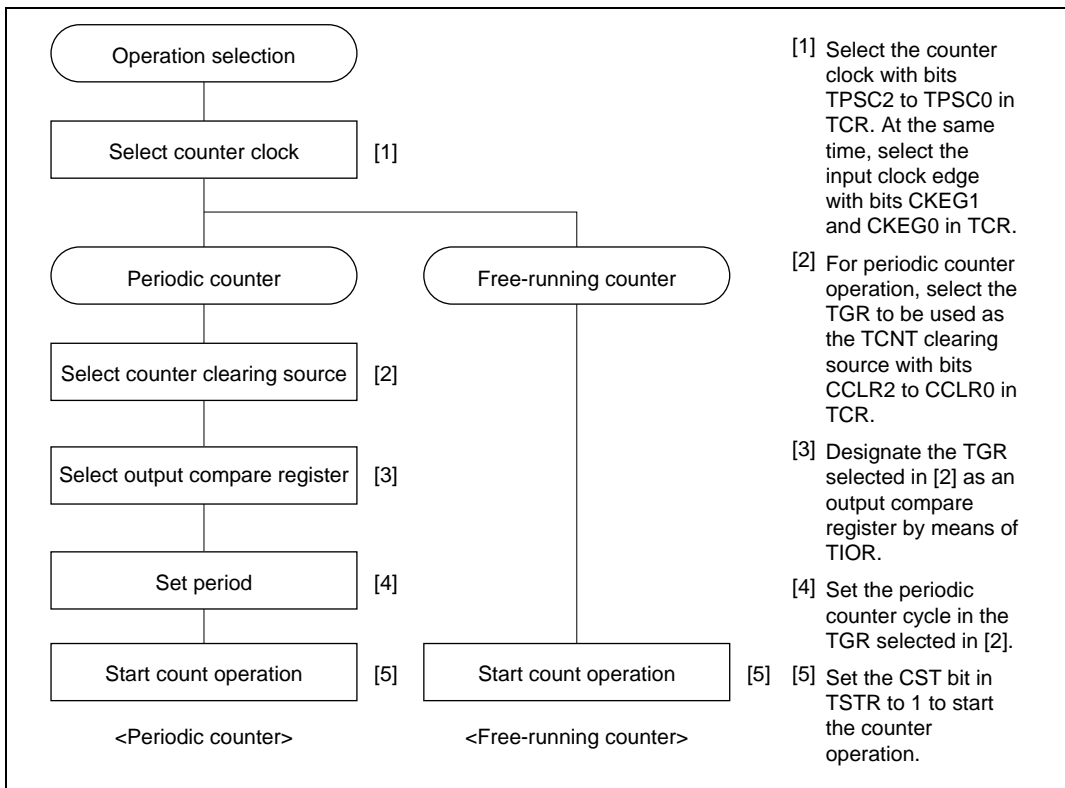 Operation selection
Select counter clock [1]
Periodic counter Free-running counter
Select counter clearing source [2]
Select output compare register [3]
Set period [4]
Start count operation [5] Start count operation [5]
<Periodic counter> <Free-running counter>
[1] Select the counter
clock with bits
TPSC2 to TPSC0 in
TCR. At the same
time, select the
input clock edge
with bits CKEG1
and CKEG0 in TCR.
[2] For periodic counter
operation, select the
TGR to be used as
the TCNT clearing
source with bits
CCLR2 to CCLR0 in
TCR.
[3] Designate the TGR
selected in [2] as an
output compare
register by means of
TIOR.
[4] Set the periodic
counter cycle in the
TGR selected in [2].
[5] Set the CST bit in
TSTR to 1 to start
the counter
operation.